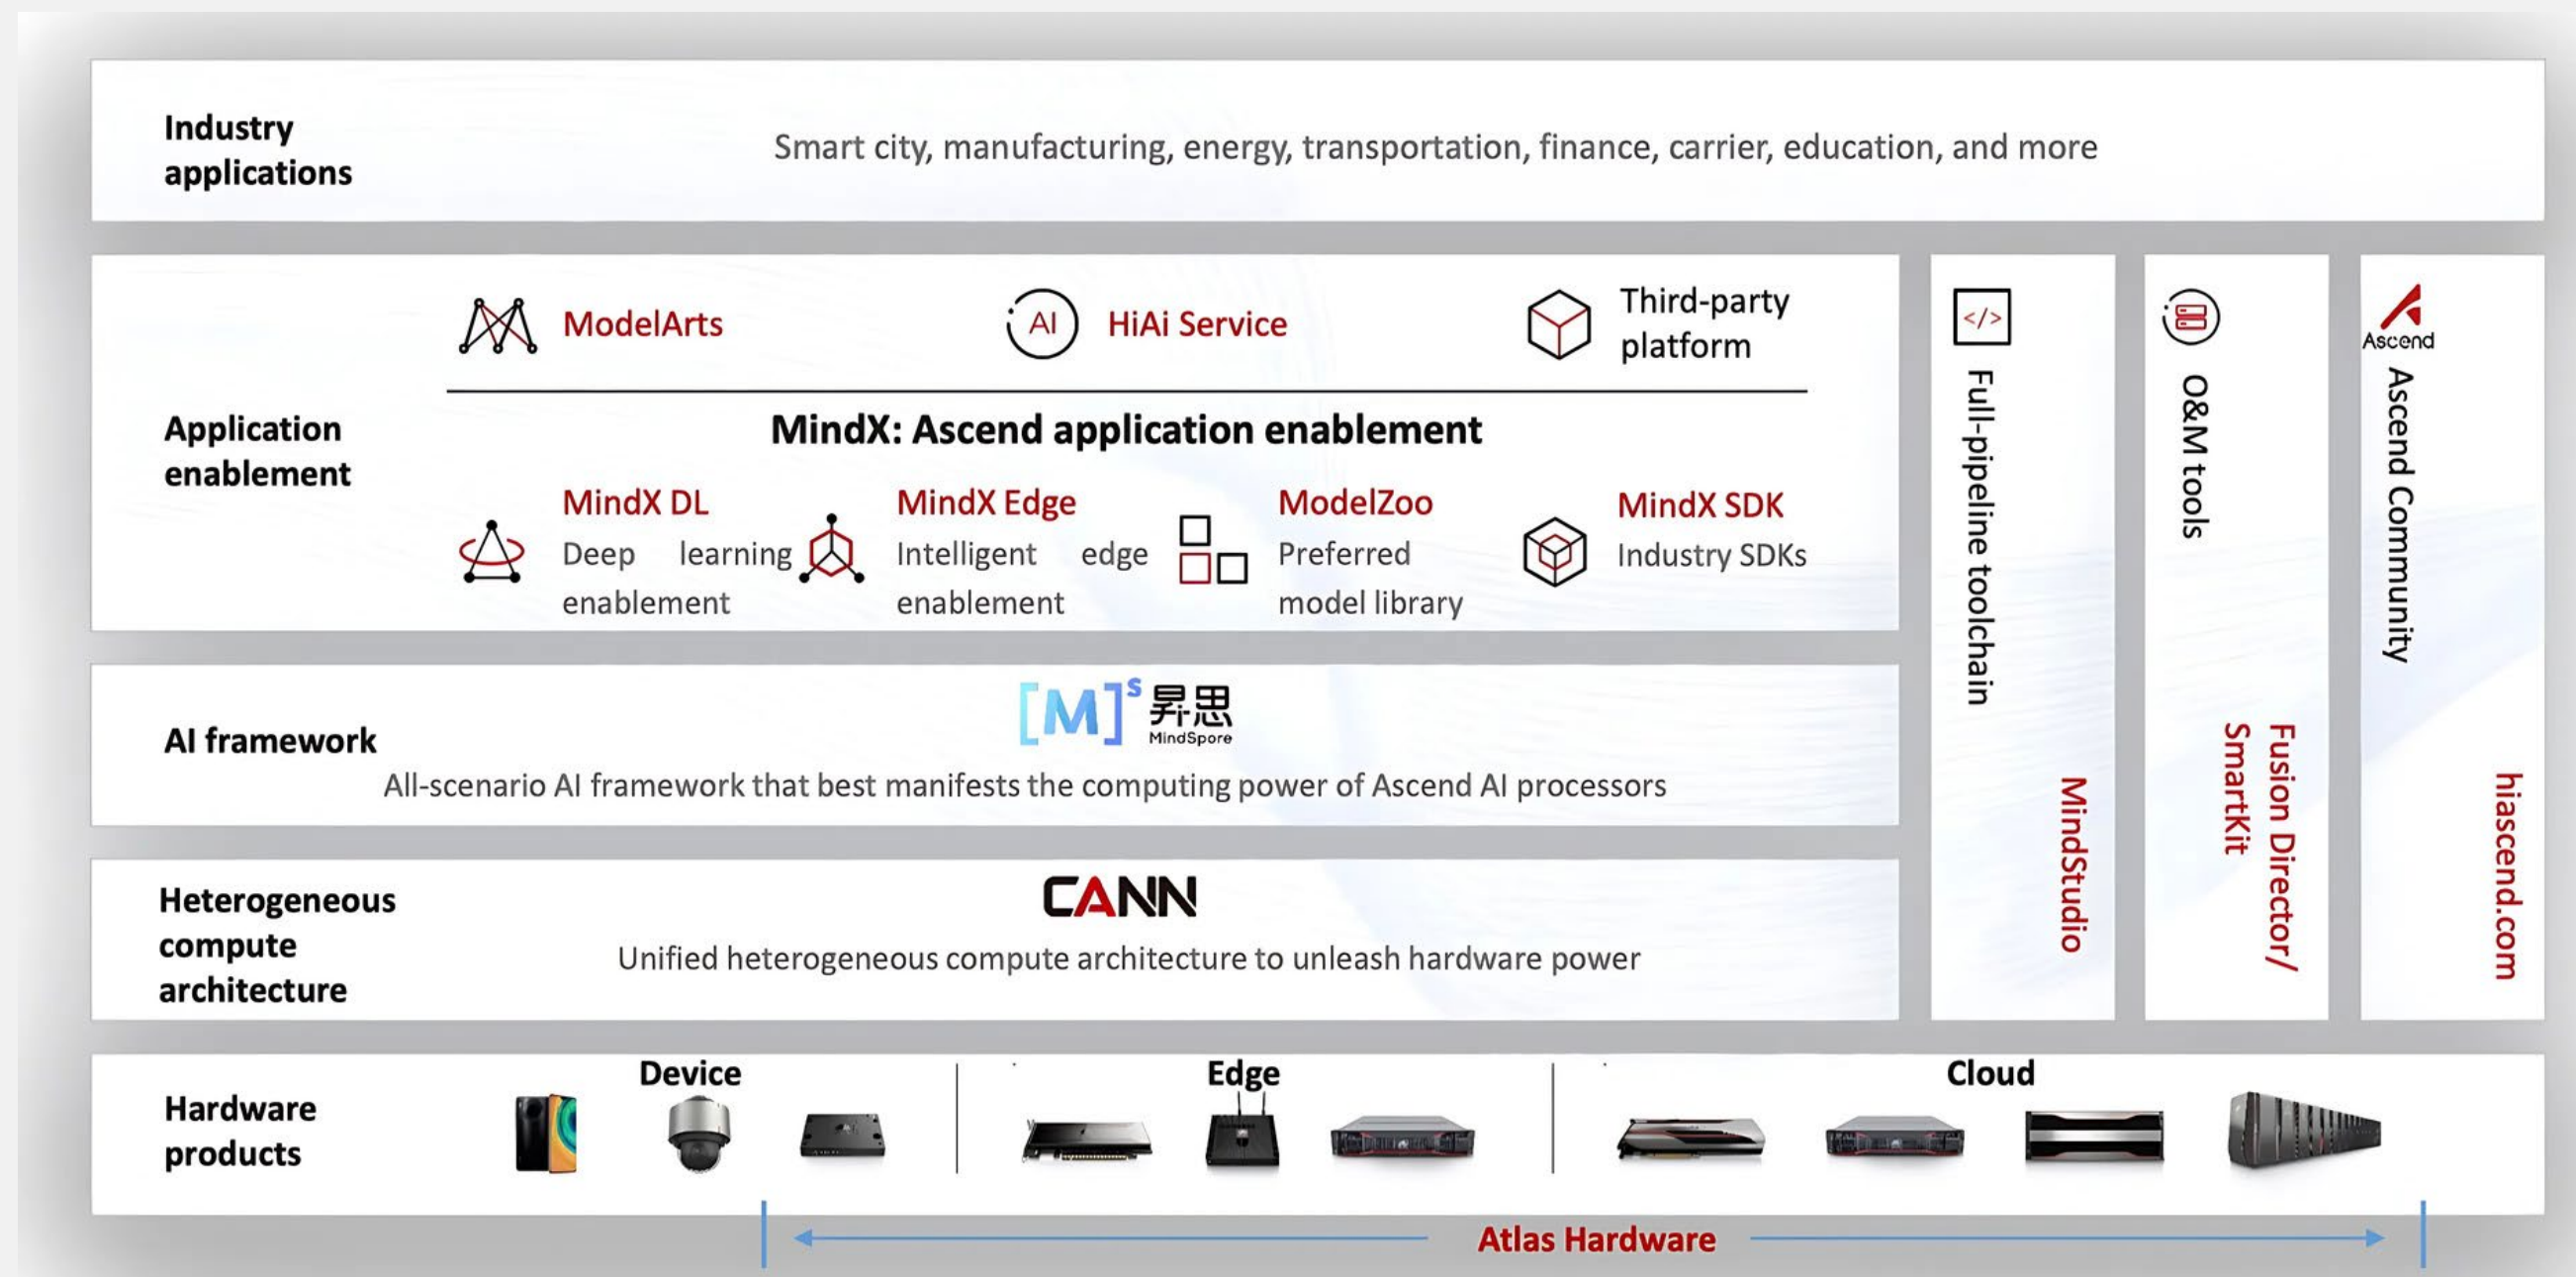 Industry
applications
Smart city, manufacturing, energy, transportation, finance, carrier, education, and more
Application
enablement
ModelArts
AI
HiAi Service
Third-party
platform
MindX: Ascend application enablement
MindX DL
Deep learning
enablement
MindX Edge
Intelligent edge
enablement
ModelZoo
Preferred
model library
MindX SDK
Industry SDKs
AI framework
[M]s 昇思
MindSpore
All-scenario AI framework that best manifests the computing power of Ascend AI processors
Heterogeneous
compute
architecture
CANN
Unified heterogeneous compute architecture to unleash hardware power
</>
Full-pipeline toolchain
MindStudio
O&M tools
Fusion Director/
SmartKit
Ascend
Ascend Community
hiascend.com
Hardware
products
Device
Edge
Cloud
Atlas Hardware